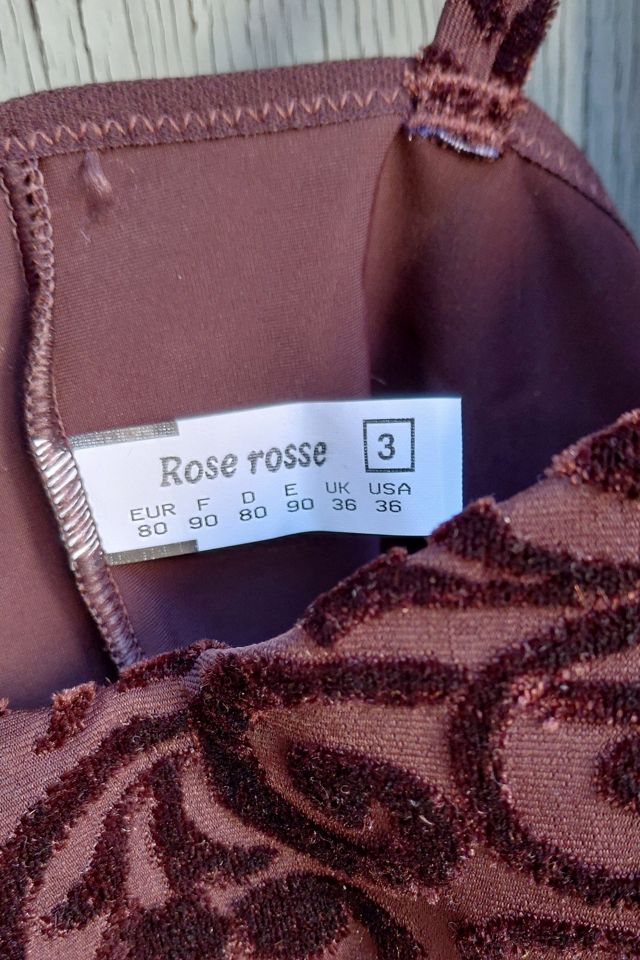 Rose rosse 3
EUR F D E UK USA
80 90 80 90 36 36